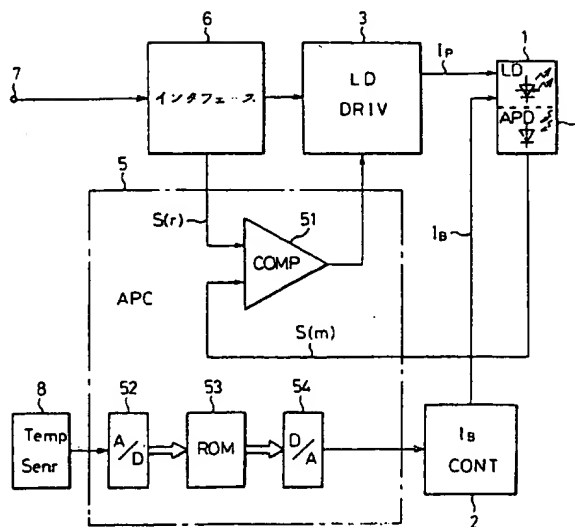 6
3
1
7
インタフェース
LD
DRIV
IP
LD
APD
5
S(r)
51
COMP
APC
IB
S(m)
8
52
53
54
Temp
Senr
A/D
ROM
D/A
IB
CONT
2